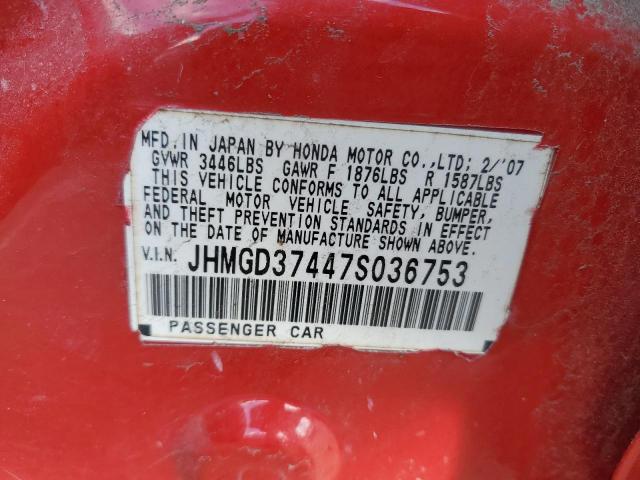 MFD. IN JAPAN BY HONDA MOTOR CO.,LTD; 2/'07
GVWR 3446LBS GAWR F 1876LBS R 1587LBS
THIS VEHICLE CONFORMS TO ALL APPLICABLE
FEDERAL MOTOR VEHICLE SAFETY, BUMPER,
AND THEFT PREVENTION STANDARDS IN EFFECT
ON THE DATE OF MANUFACTURE SHOWN ABOVE.
V.I.N. JHMGD37447S036753
PASSENGER CAR